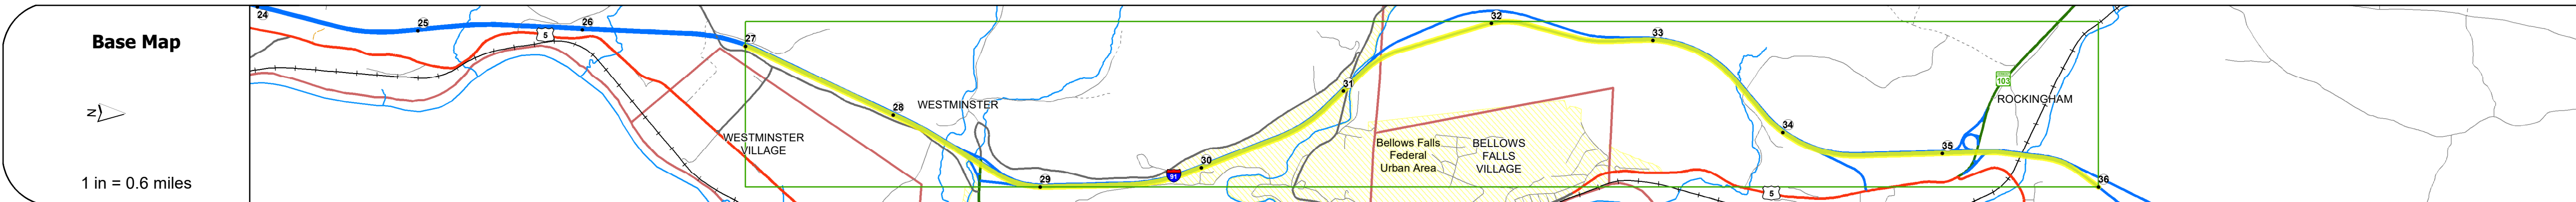 Base Map
N
1 in = 0.6 miles
24
25
26
5
27
28
WESTMINSTER
WESTMINSTER
VILLAGE
29
91
30
31
32
33
Bellows Falls
Federal
Urban Area
BELLOWS
FALLS
VILLAGE
34
5
35
103
ROCKINGHAM
36